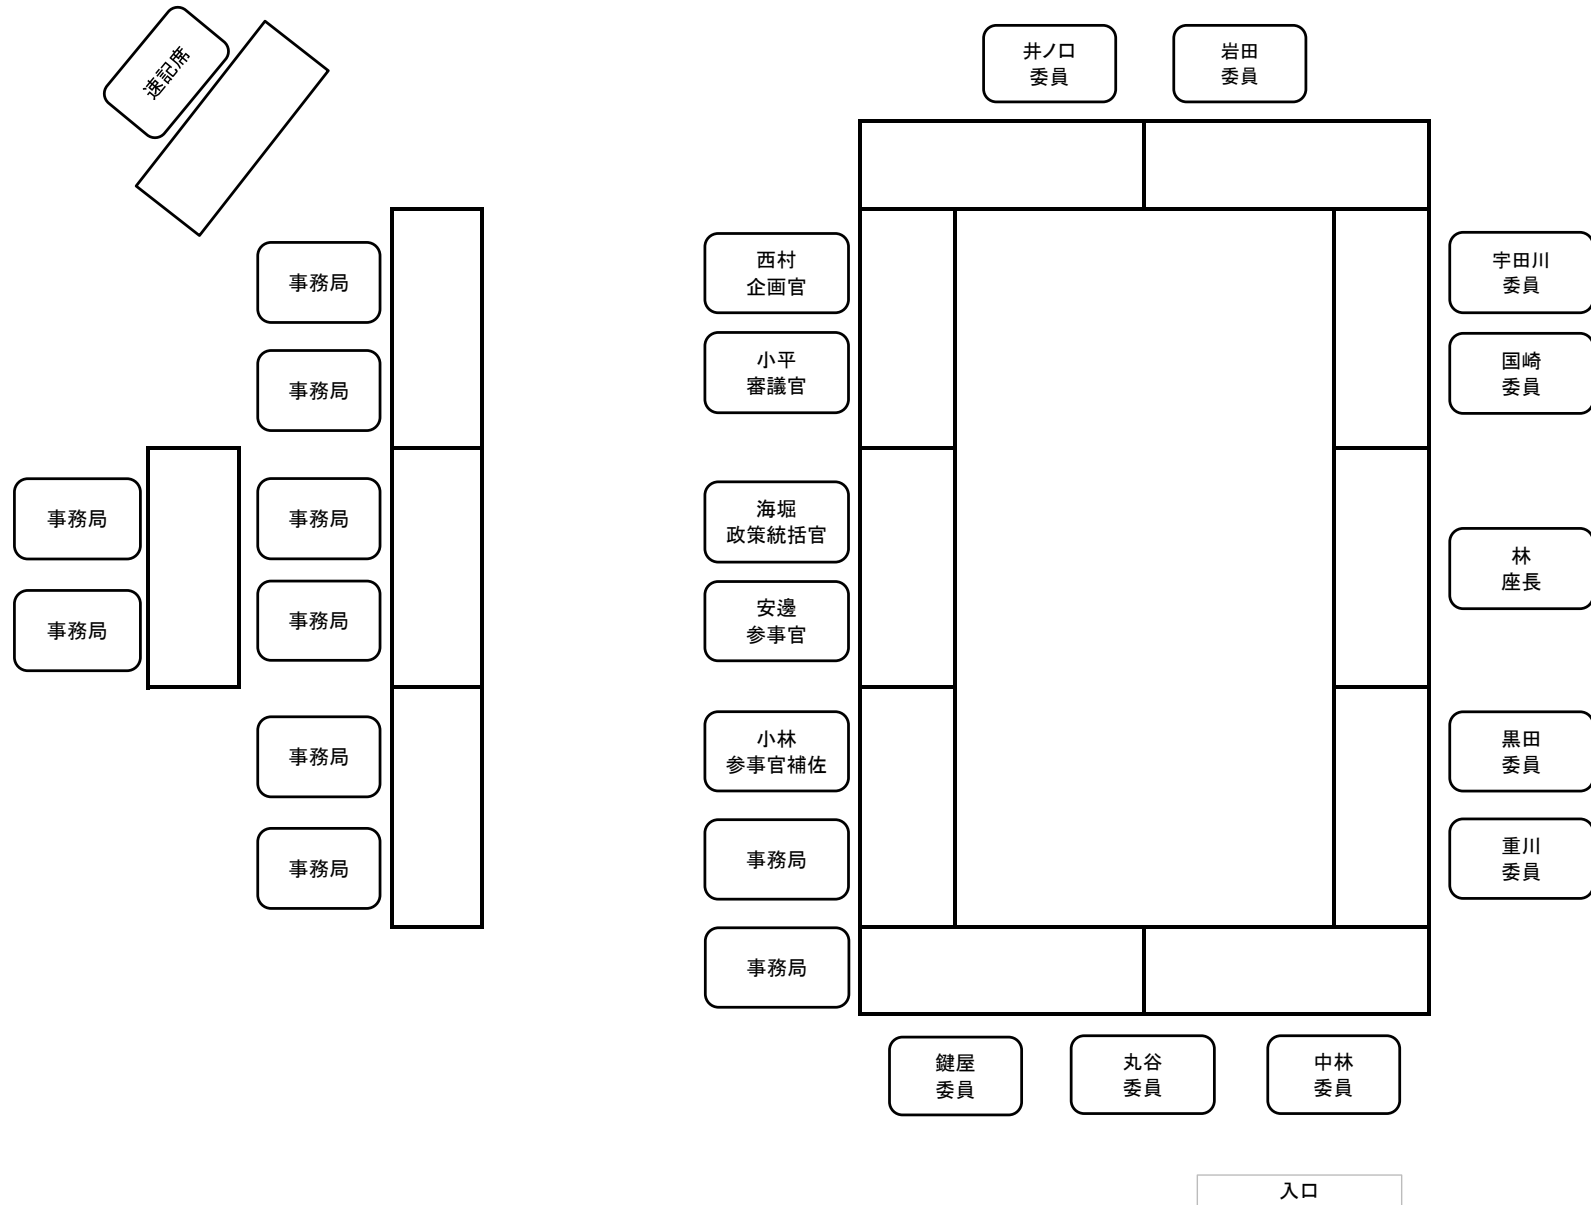 速記席
井ノ口
委員
岩田
委員
事務局
事務局
事務局
事務局
事務局
事務局
事務局
事務局
西村
企画官
小平
審議官
海堀
政策統括官
安邊
参事官
小林
参事官補佐
事務局
事務局
宇田川
委員
国崎
委員
林
座長
黒田
委員
重川
委員
鍵屋
委員
丸谷
委員
中林
委員
入口